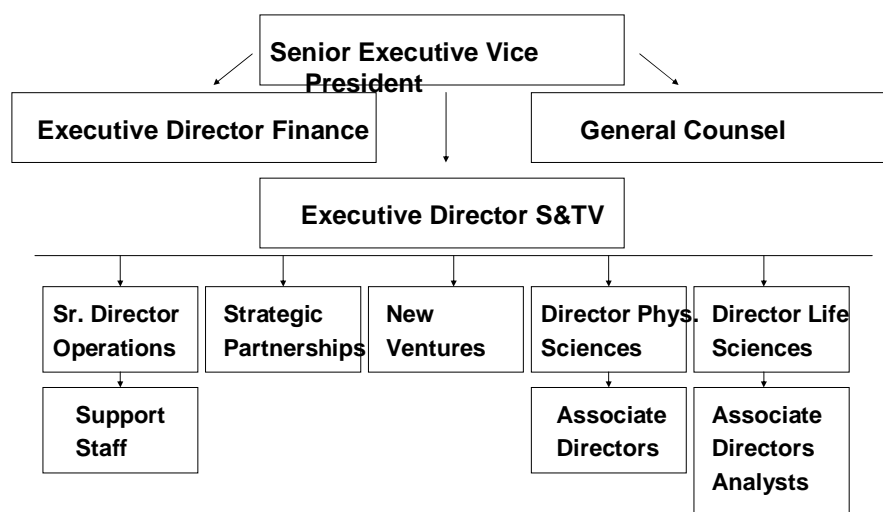 Senior Executive Vice
President
Executive Director Finance
General Counsel
Executive Director S&TV
Sr. Director
Operations
Strategic
Partnerships
New
Ventures
Director Phys.
Sciences
Director Life
Sciences
Support
Staff
Associate
Directors
Associate
Directors
Analysts